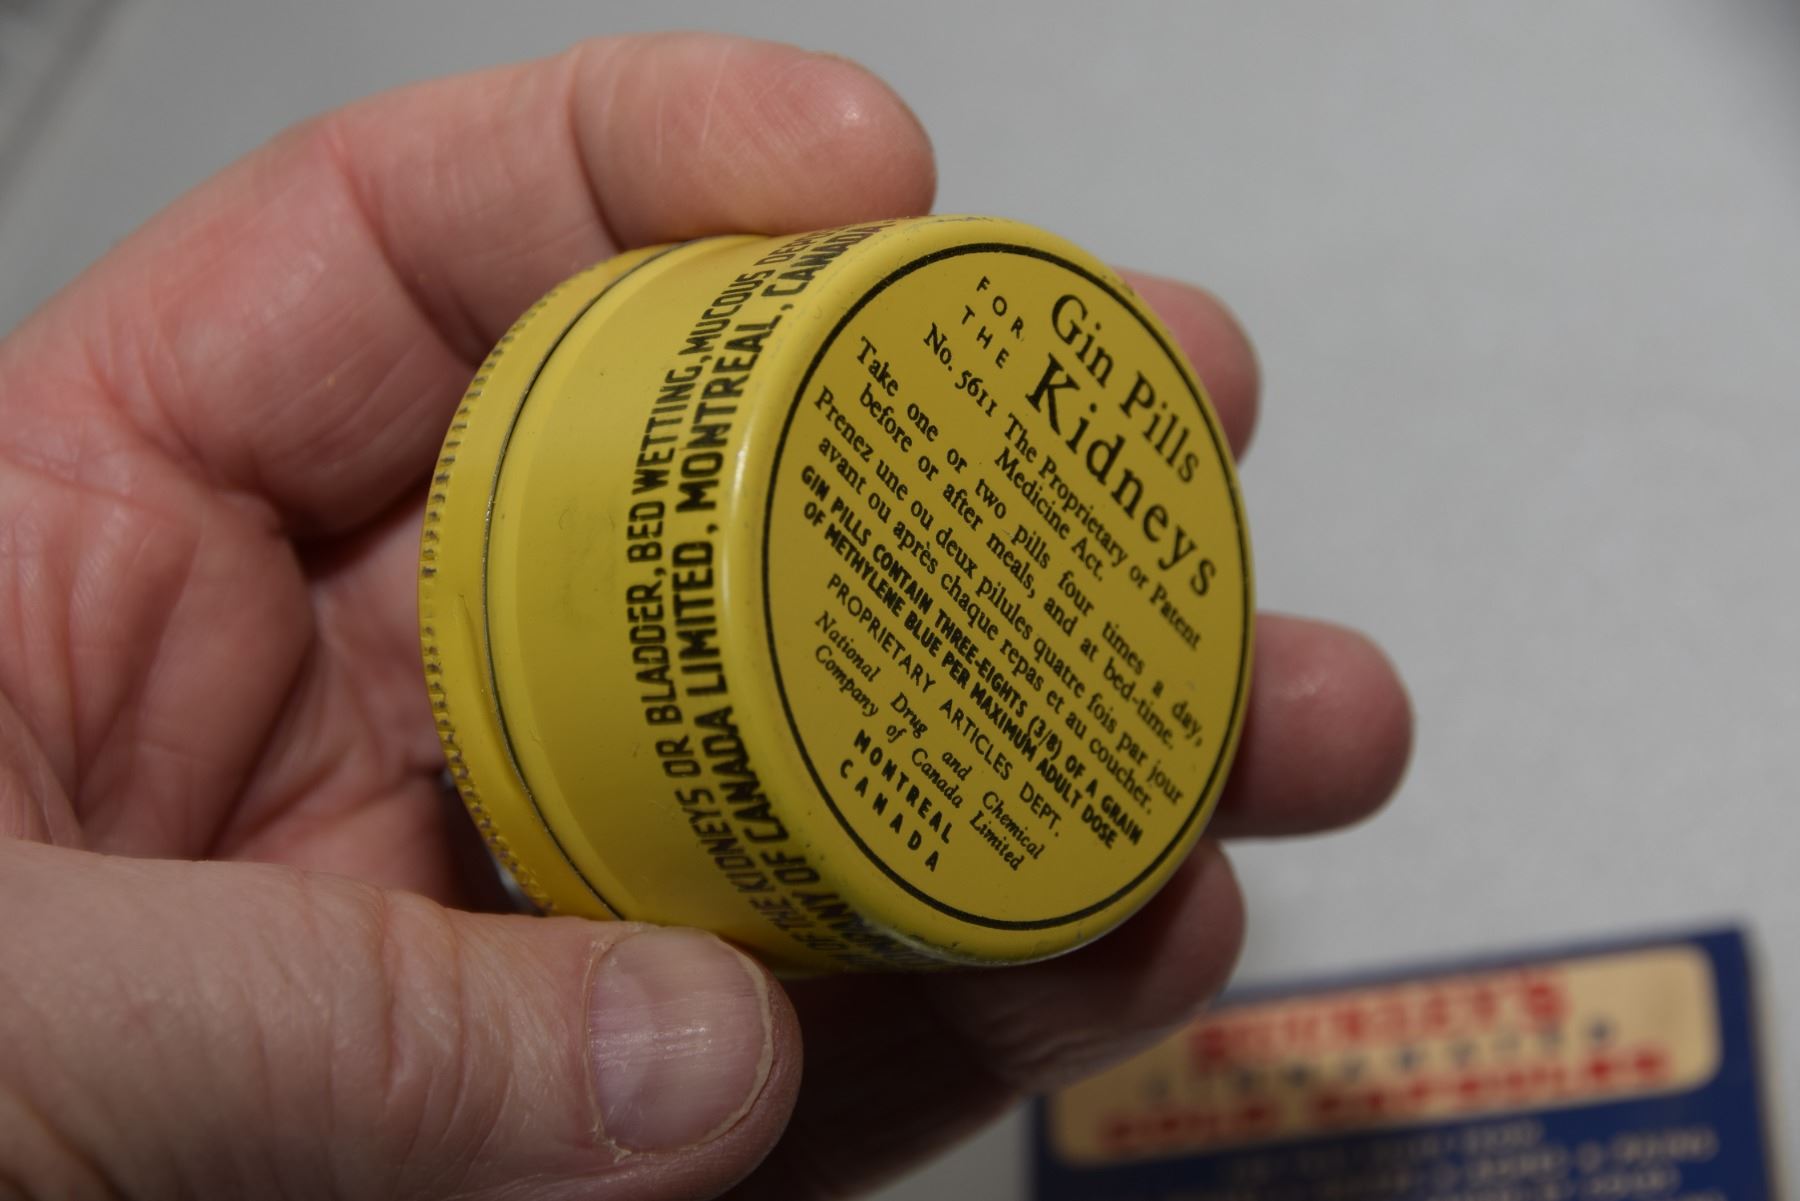 Gin Pills
FOR THE Kidneys
No. 5611 The Proprietary or Patent
Medicine Act.
Take one or two pills four times a day,
before or after meals, and at bed-time.
Prenez une ou deux pilules quatre fois par jour
avant ou après chaque repas et au coucher.
GIN PILLS CONTAIN THREE-EIGHTS (3/8) OF A GRAIN
OF METHYLENE BLUE PER MAXIMUM ADULT DOSE
PROPRIETARY ARTICLES DEPT.
National Drug and Chemical
Company of Canada Limited
MONTREAL
CANADA
OF THE KIDNEYS OR BLADDER, BED WETTING, MUCOUS
COMPANY OF CANADA LIMITED, MONTREAL, CANADA